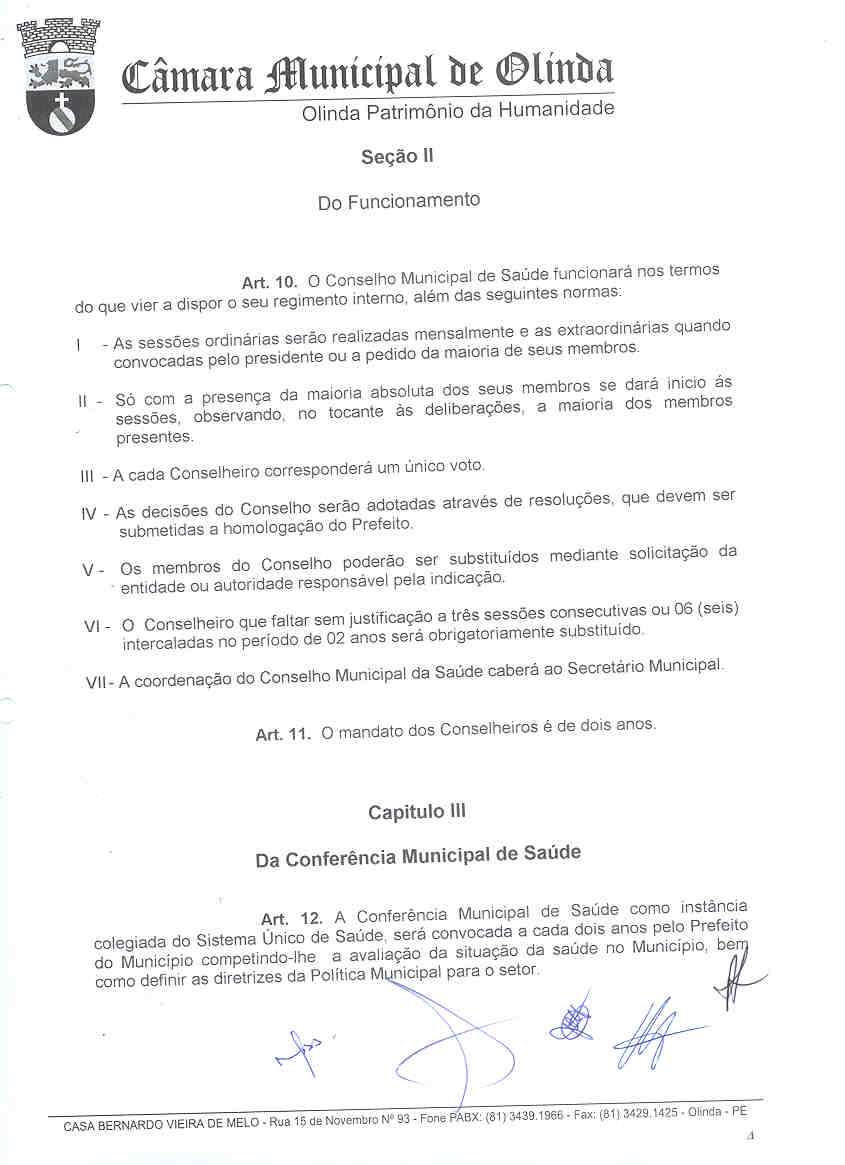 Câmara Municipal de Olinda
Olinda Patrimônio da Humanidade
Seção II
Do Funcionamento
Art. 10. O Conselho Municipal de Saúde funcionará nos termos
do que vier a dispor o seu regimento interno, além das seguintes normas:
I - As sessões ordinárias serão realizadas mensalmente e as extraordinárias quando
convocadas pelo presidente ou a pedido da maioria de seus membros.
II - Só com a presença da maioria absoluta dos seus membros se dará inicio ás
sessões, observando, no tocante às deliberações, a maioria dos membros
presentes.
III - A cada Conselheiro corresponderá um único voto.
IV - As decisões do Conselho serão adotadas através de resoluções, que devem ser
submetidas a homologação do Prefeito.
V - Os membros do Conselho poderão ser substituídos mediante solicitação da
entidade ou autoridade responsável pela indicação.
VI - O Conselheiro que faltar sem justificação a três sessões consecutivas ou 06 (seis)
intercaladas no período de 02 anos será obrigatoriamente substituído.
VII - A coordenação do Conselho Municipal da Saúde caberá ao Secretário Municipal.
Art. 11. O mandato dos Conselheiros é de dois anos.
Capitulo III
Da Conferência Municipal de Saúde
Art. 12. A Conferência Municipal de Saúde como instância
colegiada do Sistema Único de Saúde, será convocada a cada dois anos pelo Prefeito
do Município competindo-lhe a avaliação da situação da saúde no Município, bem
como definir as diretrizes da Política Municipal para o setor.
CASA BERNARDO VIEIRA DE MELO - Rua 15 de Novembro Nº 93 - Fone PABX: (81) 3439.1966 - Fax: (81) 3429.1425 - Olinda - PE
4